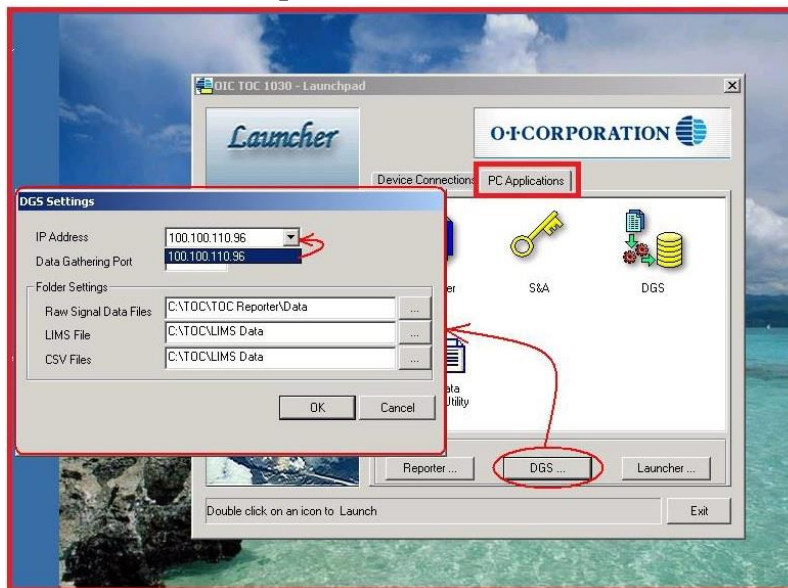 OIC TOC 1030 - Launchpad
Launcher
O·I·CORPORATION
Device Connections
PC Applications
DGS Settings
IP Address
100.100.110.96
100.100.110.96
Data Gathering Port
Folder Settings
Raw Signal Data Files
C:\TOC\TOC Reporter\Data
...
LIMS File
C:\TOC\LIMS Data
...
CSV Files
C:\TOC\LIMS Data
...
OK
Cancel
er
S&A
DGS
ata
Utility
Reporter ...
DGS ...
Launcher ...
Double click on an icon to Launch
Exit